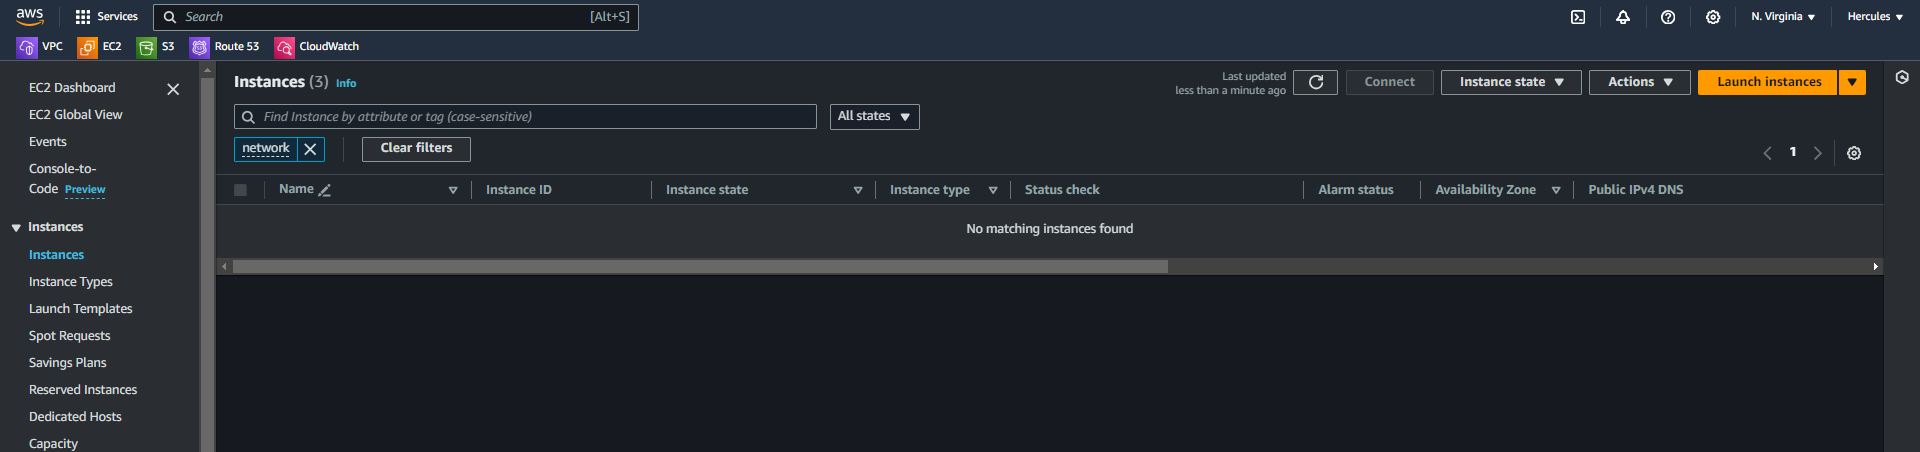 aws Services Search [Alt+S] N. Virginia Hercules
VPC EC2 S3 Route 53 CloudWatch
EC2 Dashboard
EC2 Global View
Events
Console-to-
Code Preview
Instances
Instances
Instance Types
Launch Templates
Spot Requests
Savings Plans
Reserved Instances
Dedicated Hosts
Capacity
Instances (3) Info
Last updated
less than a minute ago
Connect Instance state Actions Launch instances
Find Instance by attribute or tag (case-sensitive) All states
network Clear filters
1
Name Instance ID Instance state Instance type Status check Alarm status Availability Zone Public IPv4 DNS
No matching instances found